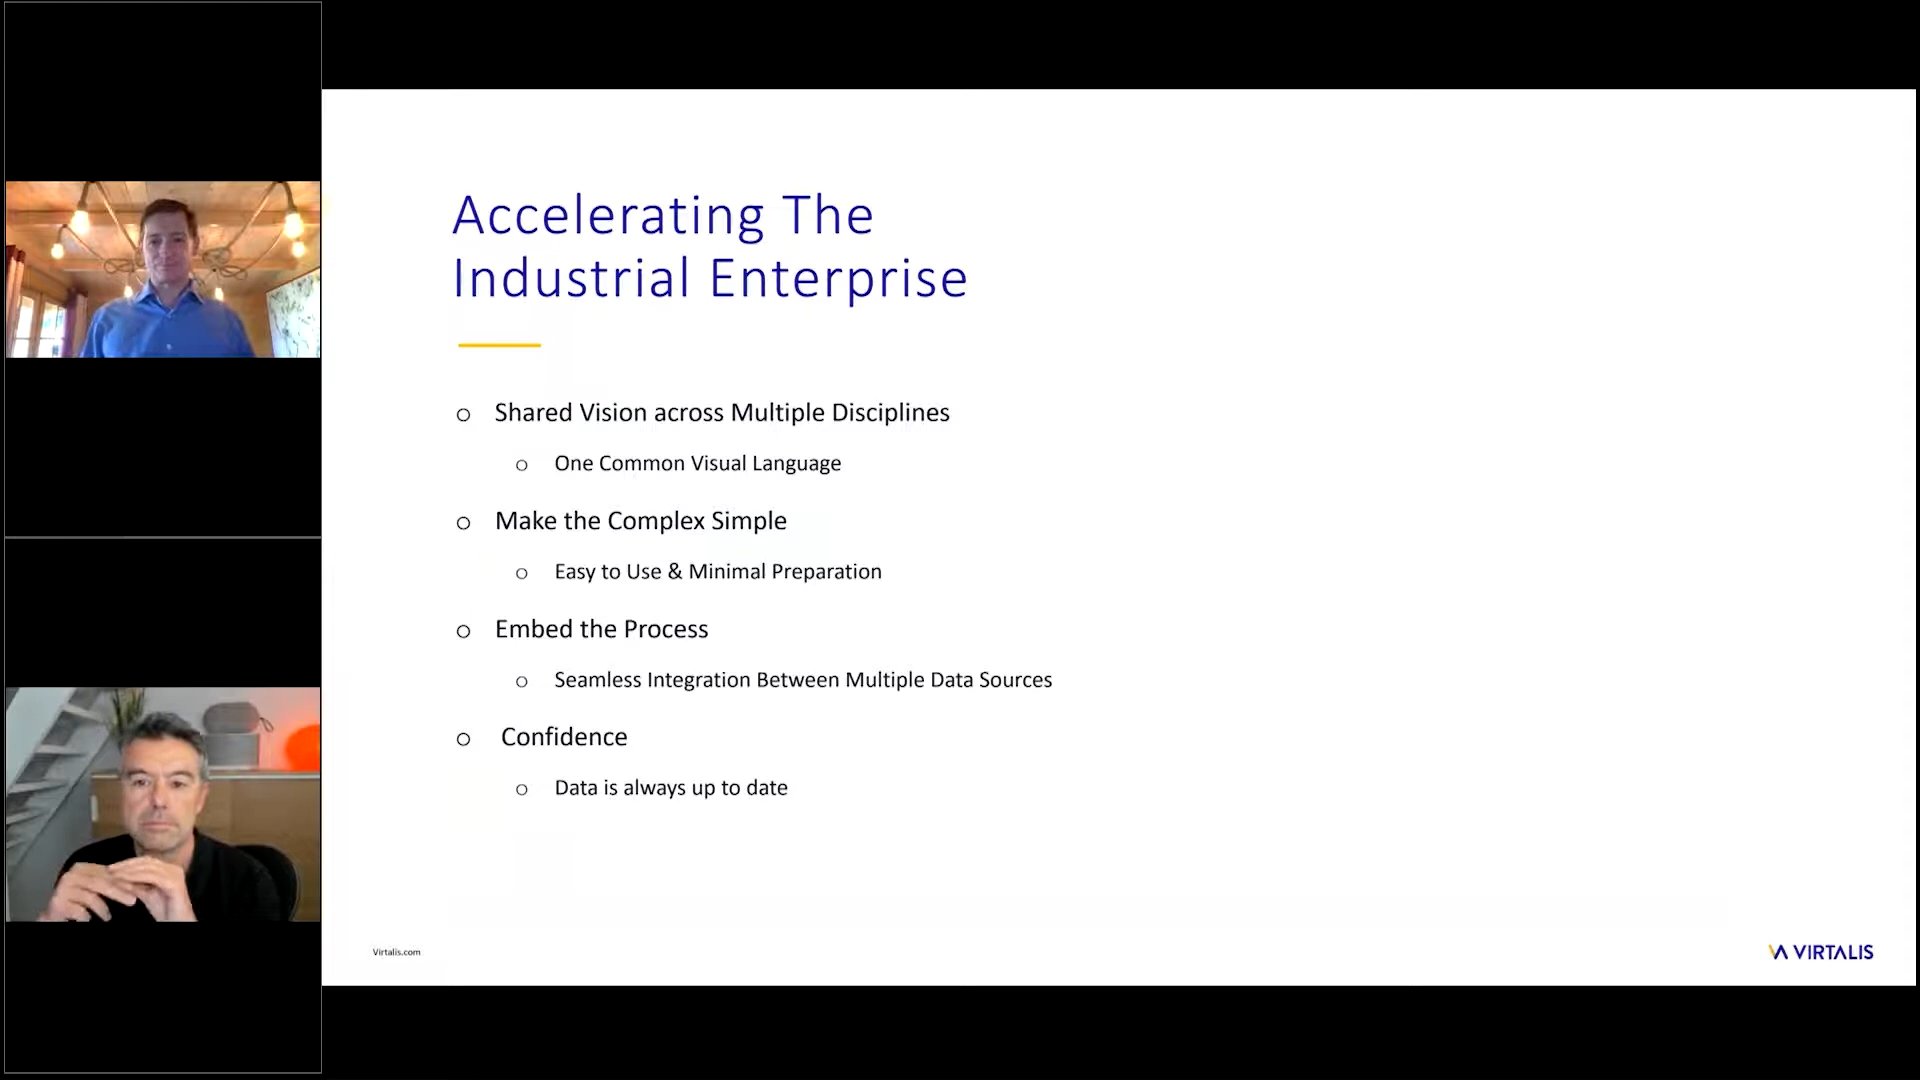 Accelerating The
Industrial Enterprise
o Shared Vision across Multiple Disciplines
o One Common Visual Language
o Make the Complex Simple
o Easy to Use & Minimal Preparation
o Embed the Process
o Seamless Integration Between Multiple Data Sources
o Confidence
o Data is always up to date
Virtalis.com
VIRTALIS